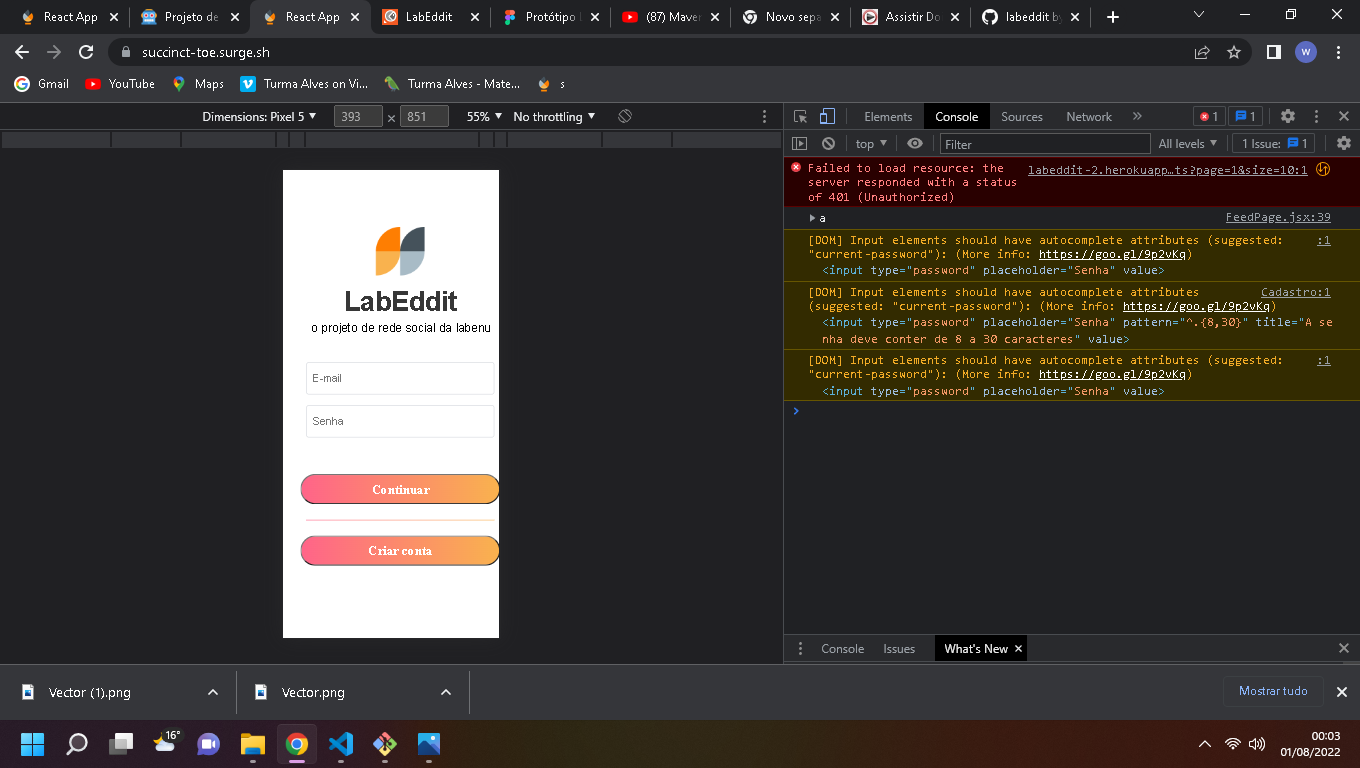 React App
Projeto de
React App
LabEddit
Protótipo
(87) Maver
Novo sepa
Assistir Do
labeddit by
succinct-toe.surge.sh
W
Gmail
YouTube
Maps
Turma Alves on Vi...
Turma Alves - Mate...
s
Dimensions: Pixel 5
393
×
851
55%
No throttling
Elements
Console
Sources
Network
1
1
top
Filter
All levels
1 Issue:
1
Failed to load resource: the
server responded with a status
of 401 (Unauthorized)
labeddit-2.herokuapp…ts?page=1&size=10:1
a
FeedPage.jsx:39
[DOM] Input elements should have autocomplete attributes (suggested: :1
"current-password"): (More info: https://goo.gl/9p2vKq)
<input type="password" placeholder="Senha" value>
[DOM] Input elements should have autocomplete attributes Cadastro:1
(suggested: "current-password"): (More info: https://goo.gl/9p2vKq)
<input type="password" placeholder="Senha" pattern="^.{8,30}" title="A se
nha deve conter de 8 a 30 caracteres" value>
[DOM] Input elements should have autocomplete attributes (suggested: :1
"current-password"): (More info: https://goo.gl/9p2vKq)
<input type="password" placeholder="Senha" value>
LabEddit
o projeto de rede social da labenu
E-mail
Senha
Continuar
Criar conta
Console
Issues
What's New
Vector (1).png
Vector.png
Mostrar tudo
16°
00:03
01/08/2022